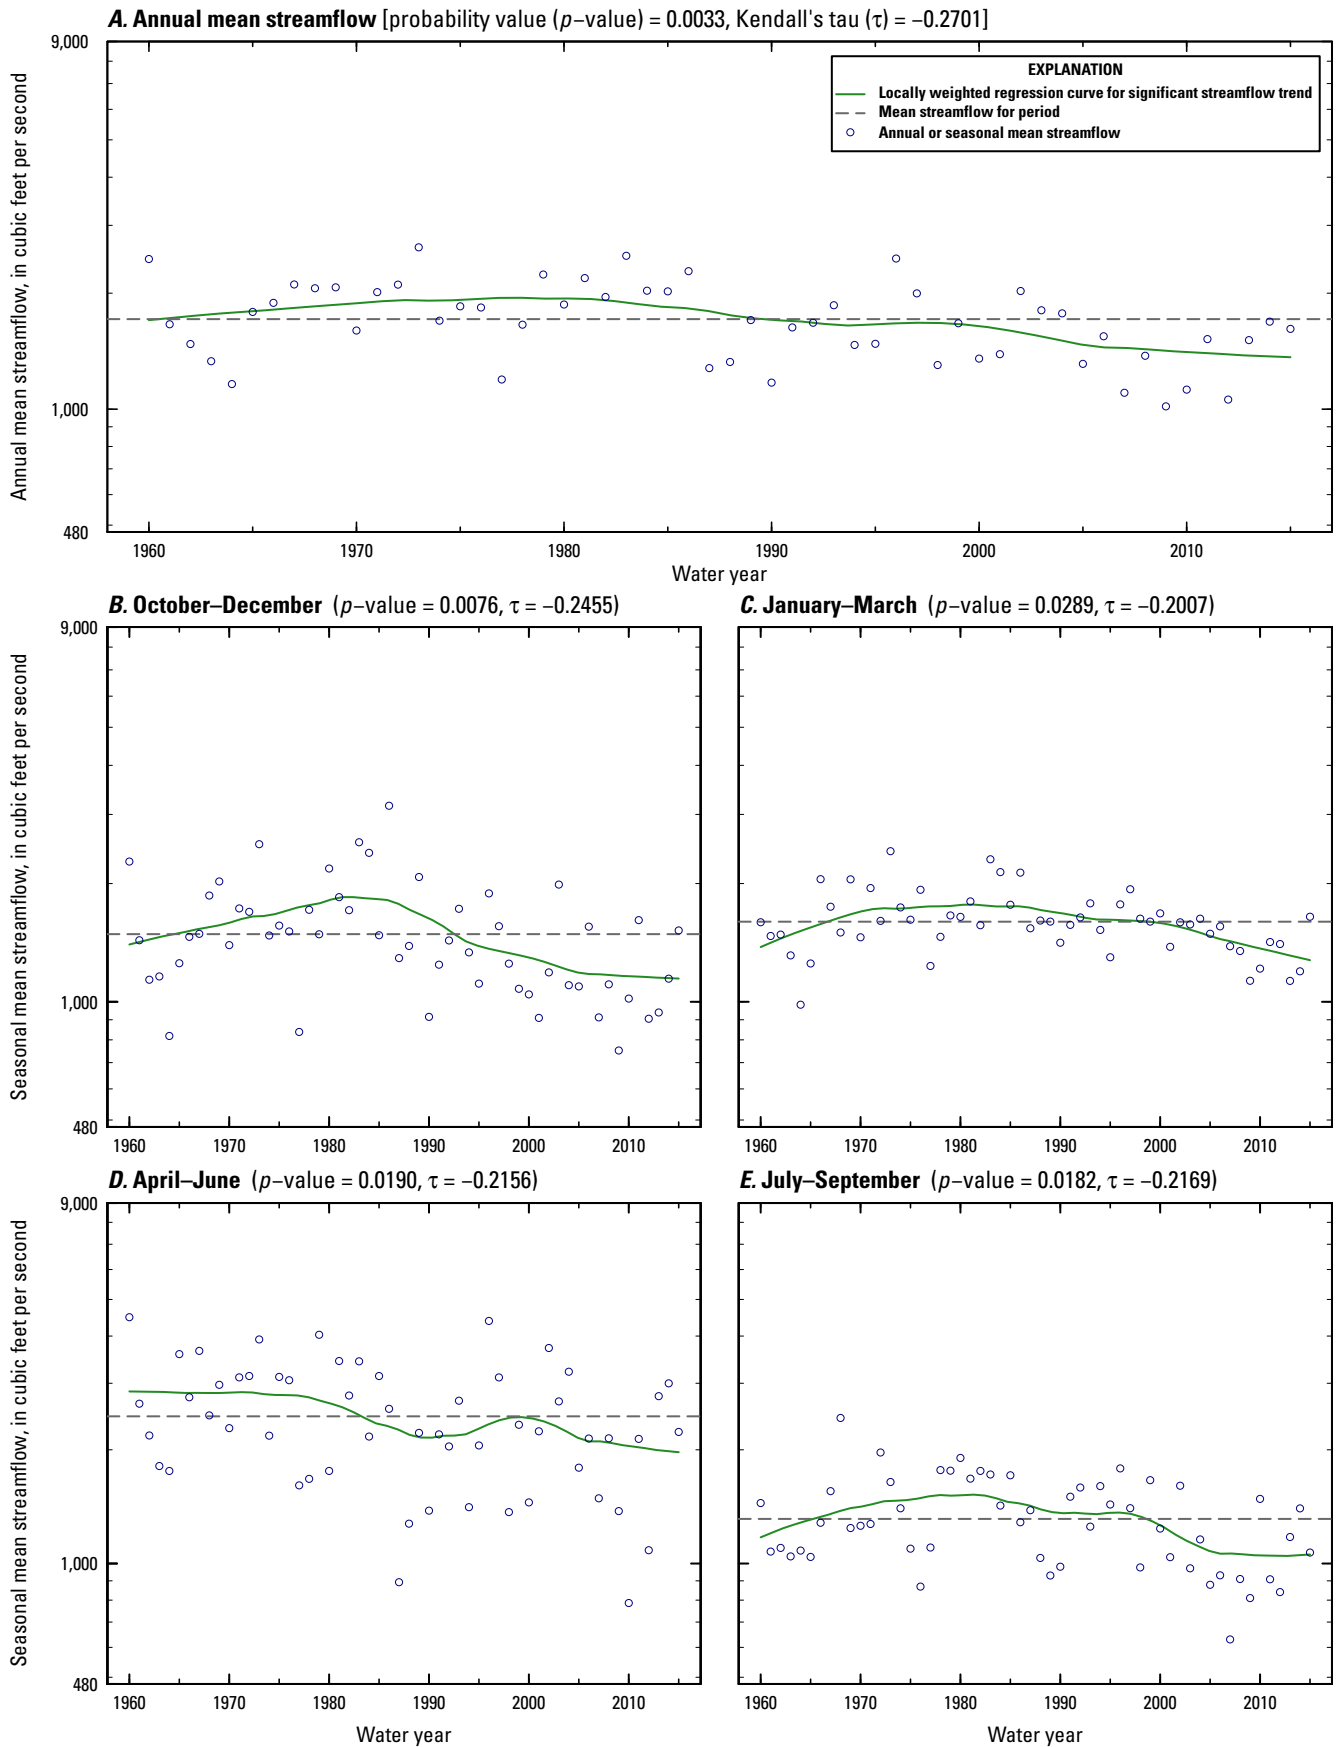 A. Annual mean streamflow [probability value (p−value) = 0.0033, Kendall's tau (τ) = −0.2701]
9,000
1,000
480
Annual mean streamflow, in cubic feet per second
EXPLANATION
Locally weighted regression curve for significant streamflow trend
Mean streamflow for period
Annual or seasonal mean streamflow
1960 1970 1980 1990 2000 2010
Water year
B. October–December (p−value = 0.0076, τ = −0.2455)
9,000
1,000
480
Seasonal mean streamflow, in cubic feet per second
1960 1970 1980 1990 2000 2010
C. January–March (p−value = 0.0289, τ = −0.2007)
1960 1970 1980 1990 2000 2010
D. April–June (p−value = 0.0190, τ = −0.2156)
9,000
1,000
480
Seasonal mean streamflow, in cubic feet per second
1960 1970 1980 1990 2000 2010
Water year
E. July–September (p−value = 0.0182, τ = −0.2169)
1960 1970 1980 1990 2000 2010
Water year